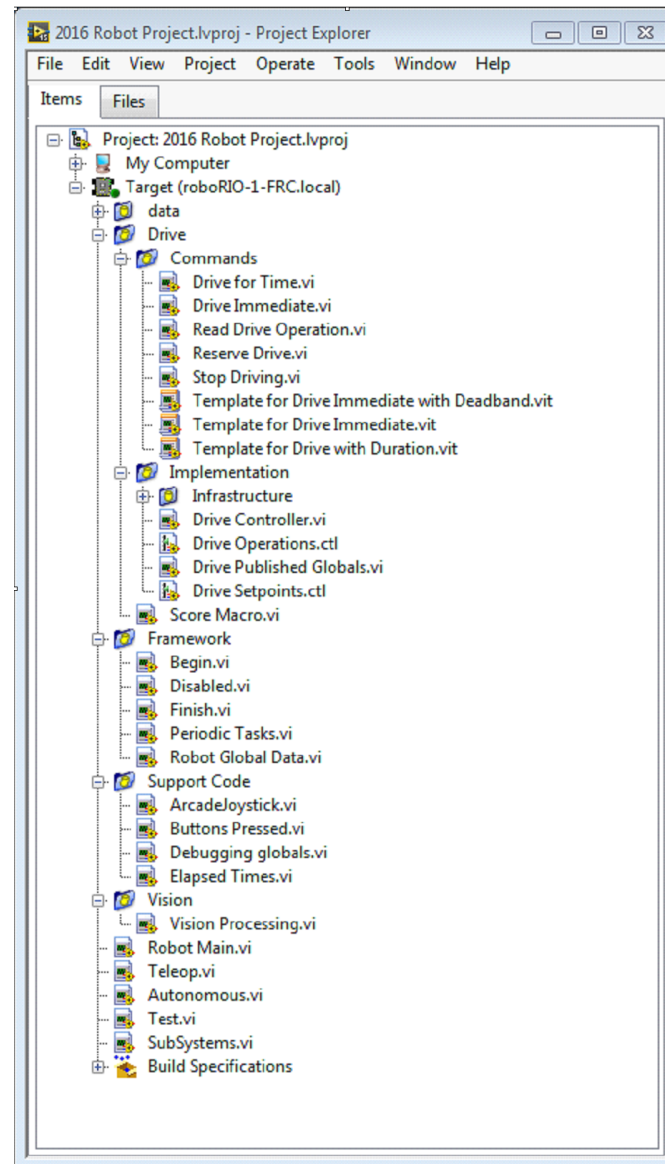 2016 Robot Project.lvproj - Project Explorer
File Edit View Project Operate Tools Window Help
Items Files
Project: 2016 Robot Project.lvproj
My Computer
Target (roboRIO-1-FRC.local)
data
Drive
Commands
Drive for Time.vi
Drive Immediate.vi
Read Drive Operation.vi
Reserve Drive.vi
Stop Driving.vi
Template for Drive Immediate with Deadband.vit
Template for Drive Immediate.vit
Template for Drive with Duration.vit
Implementation
Infrastructure
Drive Controller.vi
Drive Operations.ctl
Drive Published Globals.vi
Drive Setpoints.ctl
Score Macro.vi
Framework
Begin.vi
Disabled.vi
Finish.vi
Periodic Tasks.vi
Robot Global Data.vi
Support Code
ArcadeJoystick.vi
Buttons Pressed.vi
Debugging globals.vi
Elapsed Times.vi
Vision
Vision Processing.vi
Robot Main.vi
Teleop.vi
Autonomous.vi
Test.vi
SubSystems.vi
Build Specifications